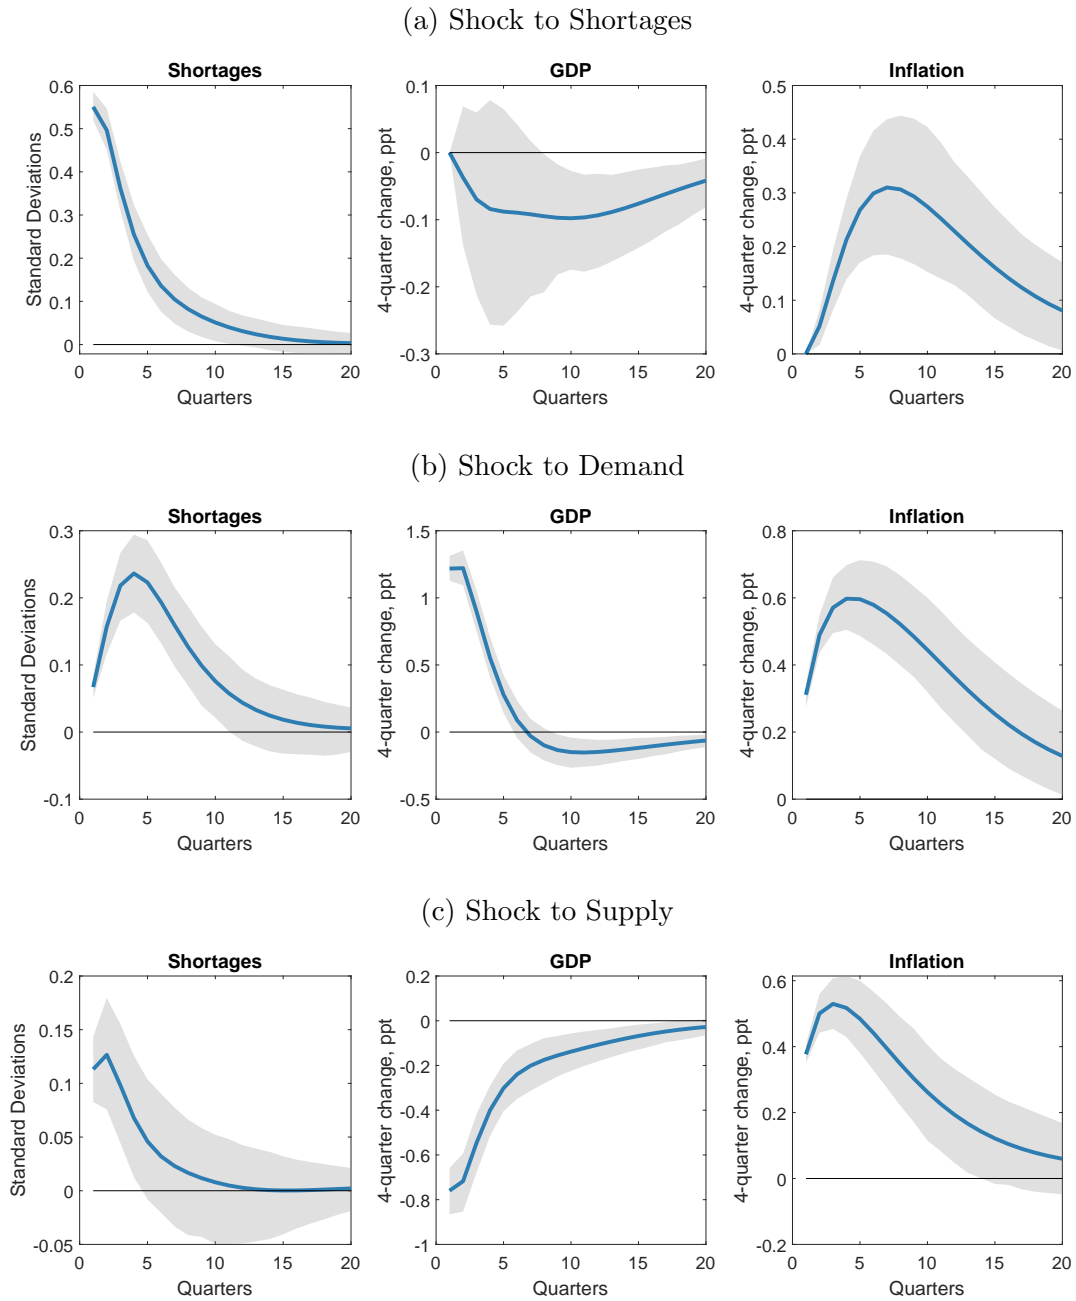 (a) Shock to Shortages
Shortages
Standard Deviations
0.6
0.5
0.4
0.3
0.2
0.1
0
0 5 10 15 20
Quarters
GDP
4-quarter change, ppt
0.1
0
-0.1
-0.2
-0.3
0 5 10 15 20
Quarters
Inflation
4-quarter change, ppt
0.5
0.4
0.3
0.2
0.1
0
0 5 10 15 20
Quarters
(b) Shock to Demand
Shortages
Standard Deviations
0.3
0.2
0.1
0
-0.1
0 5 10 15 20
Quarters
GDP
4-quarter change, ppt
1.5
1
0.5
0
-0.5
0 5 10 15 20
Quarters
Inflation
4-quarter change, ppt
0.8
0.6
0.4
0.2
0
0 5 10 15 20
Quarters
(c) Shock to Supply
Shortages
Standard Deviations
0.2
0.15
0.1
0.05
0
-0.05
0 5 10 15 20
Quarters
GDP
4-quarter change, ppt
0.2
0
-0.2
-0.4
-0.6
-0.8
-1
0 5 10 15 20
Quarters
Inflation
4-quarter change, ppt
0.6
0.4
0.2
0
-0.2
0 5 10 15 20
Quarters